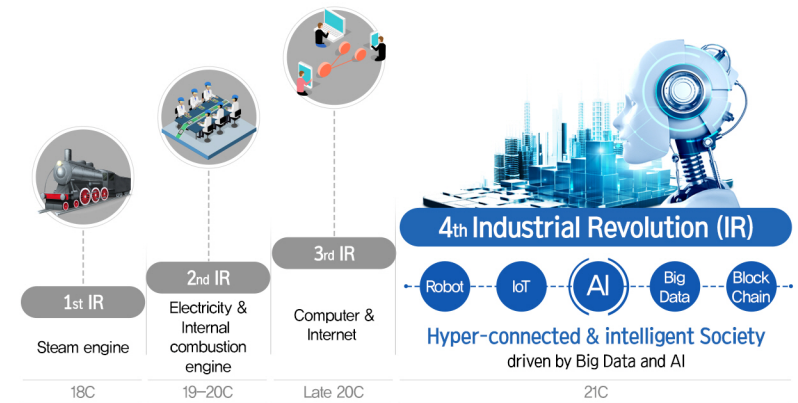 1st IR
Steam engine
18C
2nd IR
Electricity &
Internal
combustion
engine
19–20C
3rd IR
Computer &
Internet
Late 20C
4th Industrial Revolution (IR)
Robot
IoT
AI
Big
Data
Block
Chain
Hyper-connected & intelligent Society
driven by Big Data and AI
21C